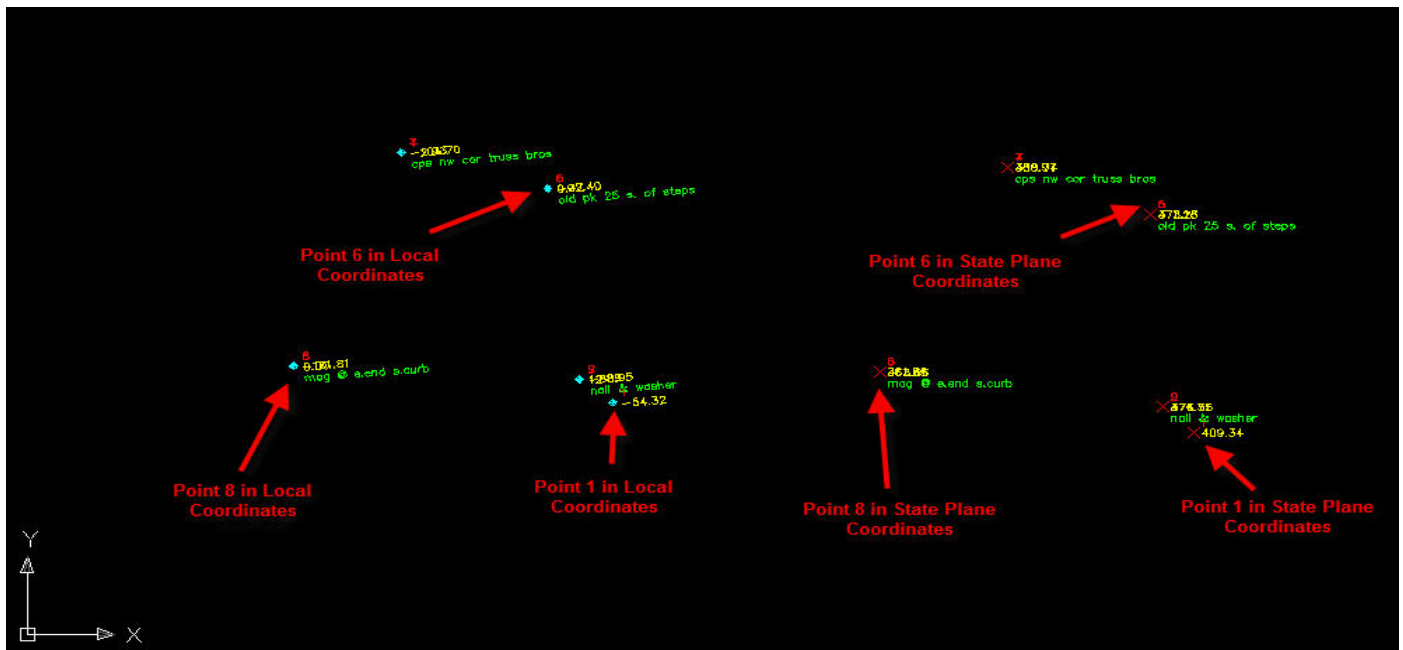 cps nw cor truss bros
cps nw cor truss bros
6
old pk 25 s. of steps
old pk 25 s. of steps
Point 6 in Local
Coordinates
Point 6 in State Plane
Coordinates
mag @ e.end s.curb
mag @ e.end s.curb
nail & washer
-54.32
nail & washer
409.34
Point 8 in Local
Coordinates
Point 1 in Local
Coordinates
Point 8 in State Plane
Coordinates
Point 1 in State Plane
Coordinates
Y
X